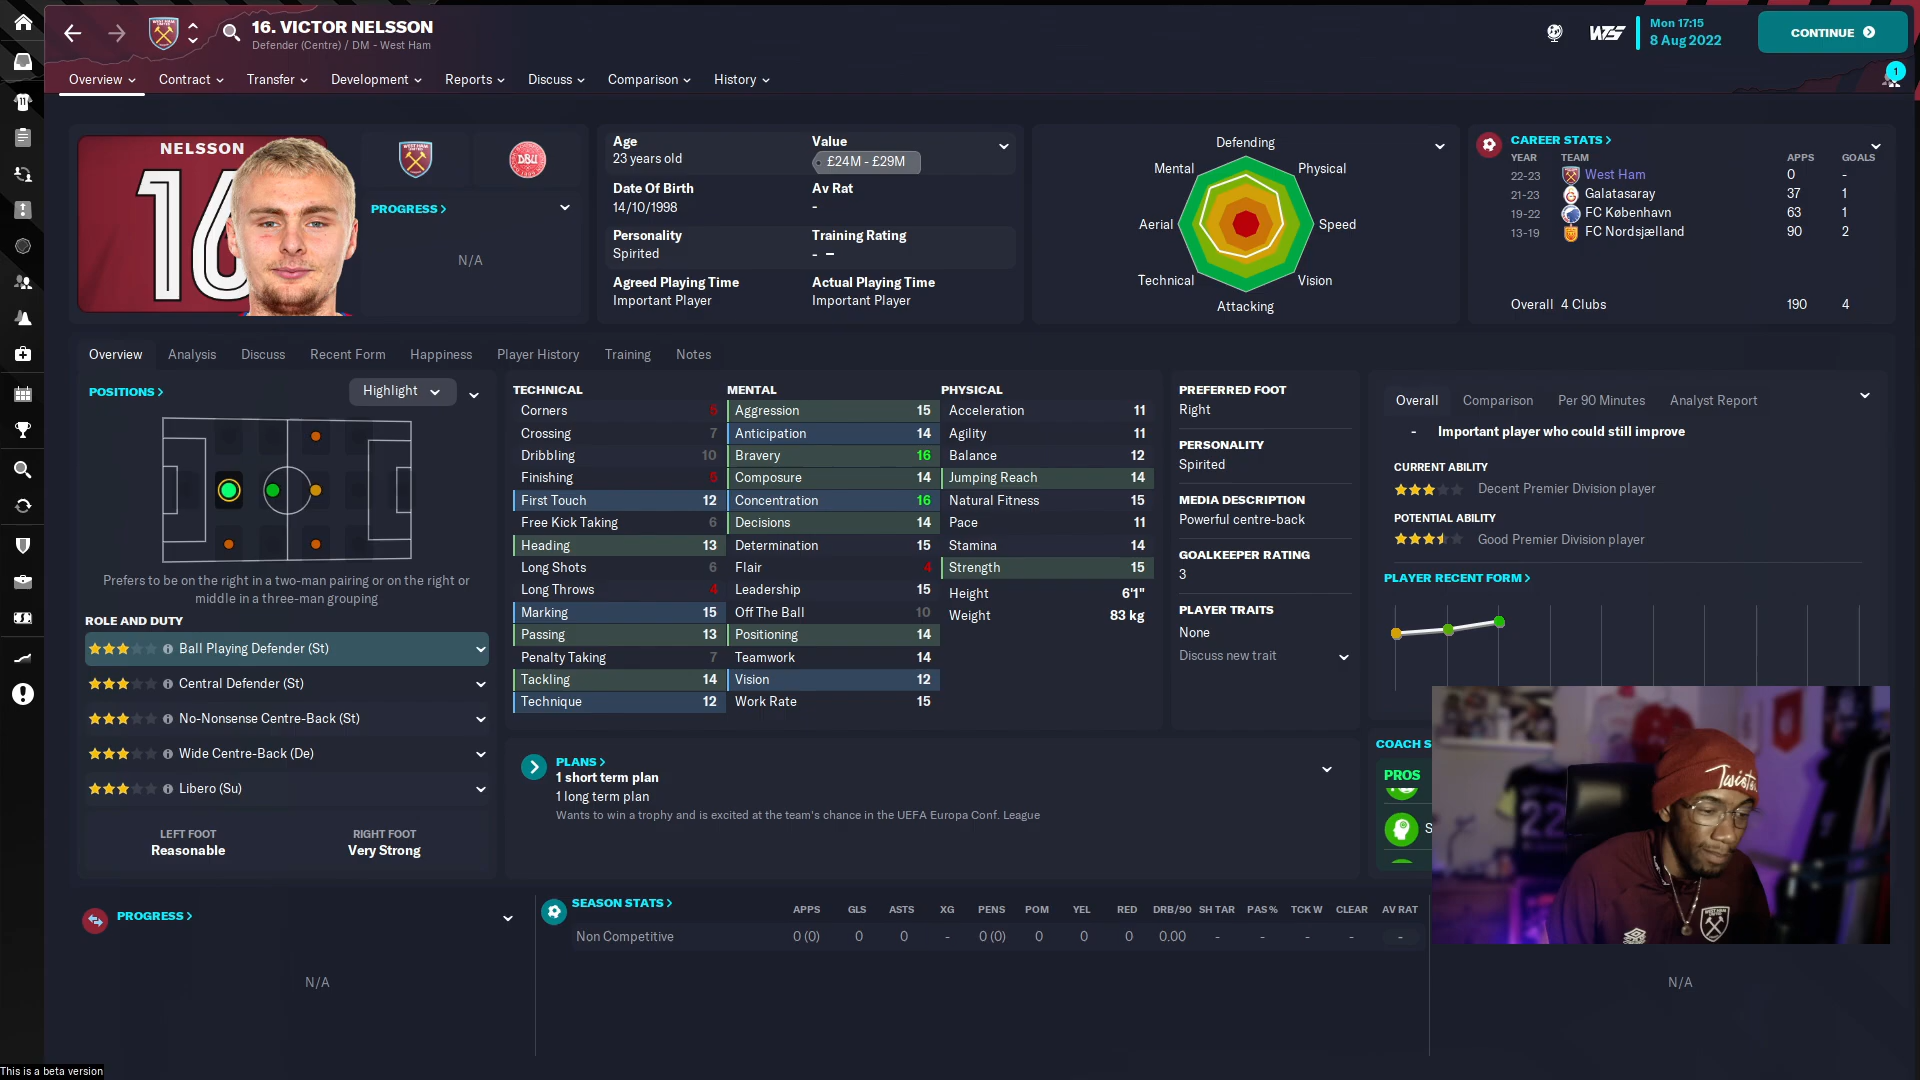 16. VICTOR NELSSON
Defender (Centre) / DM - West Ham
Mon 17:15
8 Aug 2022
CONTINUE
Overview
Contract
Transfer
Development
Reports
Discuss
Comparison
History
1
NELSSON
16
PROGRESS >
N/A
Age
23 years old
Value
£24M - £29M
Date Of Birth
14/10/1998
Av Rat
-
Personality
Spirited
Training Rating
- –
Agreed Playing Time
Important Player
Actual Playing Time
Important Player
Defending
Mental
Physical
Aerial
Speed
Technical
Vision
Attacking
CAREER STATS >
YEAR TEAM APPS GOALS
22-23 West Ham 0 -
21-23 Galatasaray 37 1
19-22 FC København 63 1
13-19 FC Nordsjælland 90 2
Overall 4 Clubs 190 4
Overview
Analysis
Discuss
Recent Form
Happiness
Player History
Training
Notes
POSITIONS >
Highlight
Prefers to be on the right in a two-man pairing or on the right or
middle in a three-man grouping
ROLE AND DUTY
Ball Playing Defender (St)
Central Defender (St)
No-Nonsense Centre-Back (St)
Wide Centre-Back (De)
Libero (Su)
LEFT FOOT
Reasonable
RIGHT FOOT
Very Strong
TECHNICAL
Corners 5
Crossing 7
Dribbling 10
Finishing 5
First Touch 12
Free Kick Taking 6
Heading 13
Long Shots 6
Long Throws 4
Marking 15
Passing 13
Penalty Taking 7
Tackling 14
Technique 12
MENTAL
Aggression 15
Anticipation 14
Bravery 16
Composure 14
Concentration 16
Decisions 14
Determination 15
Flair 4
Leadership 15
Off The Ball 10
Positioning 14
Teamwork 14
Vision 12
Work Rate 15
PHYSICAL
Acceleration 11
Agility 11
Balance 12
Jumping Reach 14
Natural Fitness 15
Pace 11
Stamina 14
Strength 15
Height 6'1"
Weight 83 kg
PREFERRED FOOT
Right
PERSONALITY
Spirited
MEDIA DESCRIPTION
Powerful centre-back
GOALKEEPER RATING
3
PLAYER TRAITS
None
Discuss new trait
Overall
Comparison
Per 90 Minutes
Analyst Report
- Important player who could still improve
CURRENT ABILITY
Decent Premier Division player
POTENTIAL ABILITY
Good Premier Division player
PLAYER RECENT FORM >
PLANS >
1 short term plan
1 long term plan
Wants to win a trophy and is excited at the team's chance in the UEFA Europa Conf. League
COACH S
PROS
S
22
PROGRESS >
N/A
SEASON STATS >
APPS GLS ASTS XG PENS POM YEL RED DRB/90 SH TAR PAS % TCK W CLEAR AV RAT
Non Competitive 0 (0) 0 0 - 0 (0) 0 0 0 0.00 - - - - -
N/A
This is a beta version